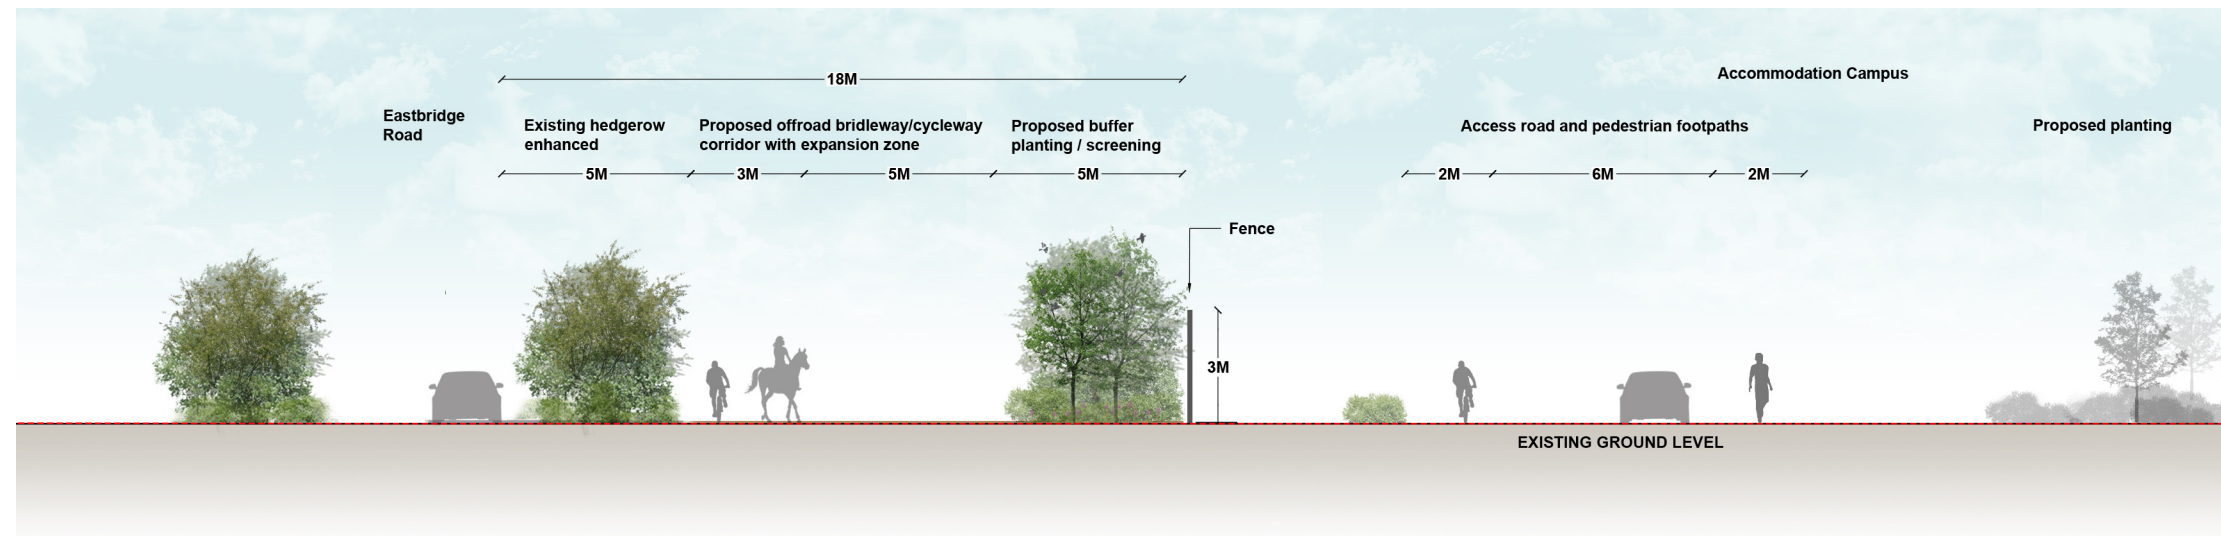 18M
Accommodation Campus
Eastbridge
Road
Existing hedgerow
enhanced
Proposed offroad bridleway/cycleway
corridor with expansion zone
Proposed buffer
planting / screening
Access road and pedestrian footpaths
Proposed planting
5M
3M
5M
5M
2M
6M
2M
Fence
3M
EXISTING GROUND LEVEL